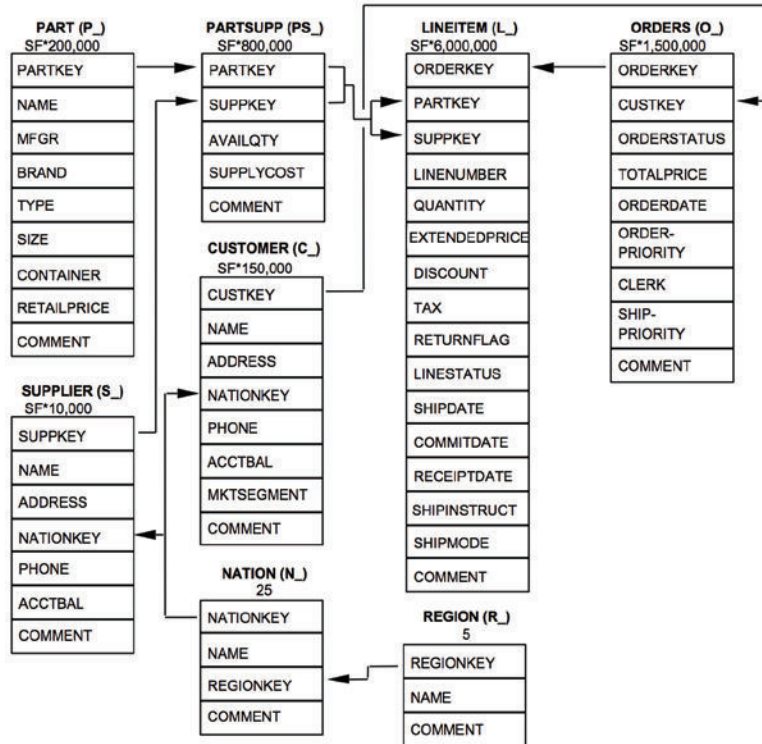 PART (P_)
SF*200,000
PARTKEY
NAME
MFGR
BRAND
TYPE
SIZE
CONTAINER
RETAILPRICE
COMMENT
SUPPLIER (S_)
SF*10,000
SUPPKEY
NAME
ADDRESS
NATIONKEY
PHONE
ACCTBAL
COMMENT
PARTSUPP (PS_)
SF*800,000
PARTKEY
SUPPKEY
AVAILQTY
SUPPLYCOST
COMMENT
CUSTOMER (C_)
SF*150,000
CUSTKEY
NAME
ADDRESS
NATIONKEY
PHONE
ACCTBAL
MKTSEGMENT
COMMENT
NATION (N_)
25
NATIONKEY
NAME
REGIONKEY
COMMENT
LINEITEM (L_)
SF*6,000,000
ORDERKEY
PARTKEY
SUPPKEY
LINENUMBER
QUANTITY
EXTENDEDPRICE
DISCOUNT
TAX
RETURNFLAG
LINESTATUS
SHIPDATE
COMMITDATE
RECEIPTDATE
SHIPINSTRUCT
SHIPMODE
COMMENT
REGION (R_)
5
REGIONKEY
NAME
COMMENT
ORDERS (O_)
SF*1,500,000
ORDERKEY
CUSTKEY
ORDERSTATUS
TOTALPRICE
ORDERDATE
ORDER-
PRIORITY
CLERK
SHIP-
PRIORITY
COMMENT